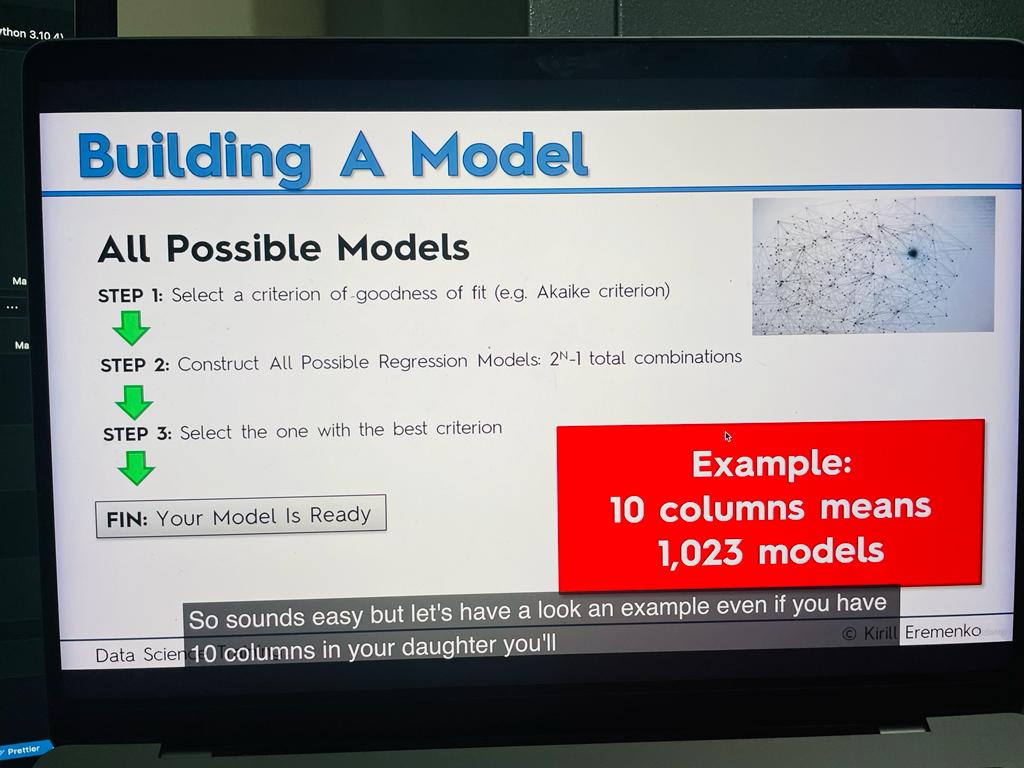 ython 3.10.4)
Building A Model
All Possible Models
STEP 1: Select a criterion of goodness of fit (e.g. Akaike criterion)
STEP 2: Construct All Possible Regression Models: 2ᴺ-1 total combinations
STEP 3: Select the one with the best criterion
FIN: Your Model Is Ready
Example:
10 columns means
1,023 models
Ma
...
Ma
So sounds easy but let's have a look an example even if you have
10 columns in your daughter you'll
Data Scien
© Kirill Eremenko
Prettier